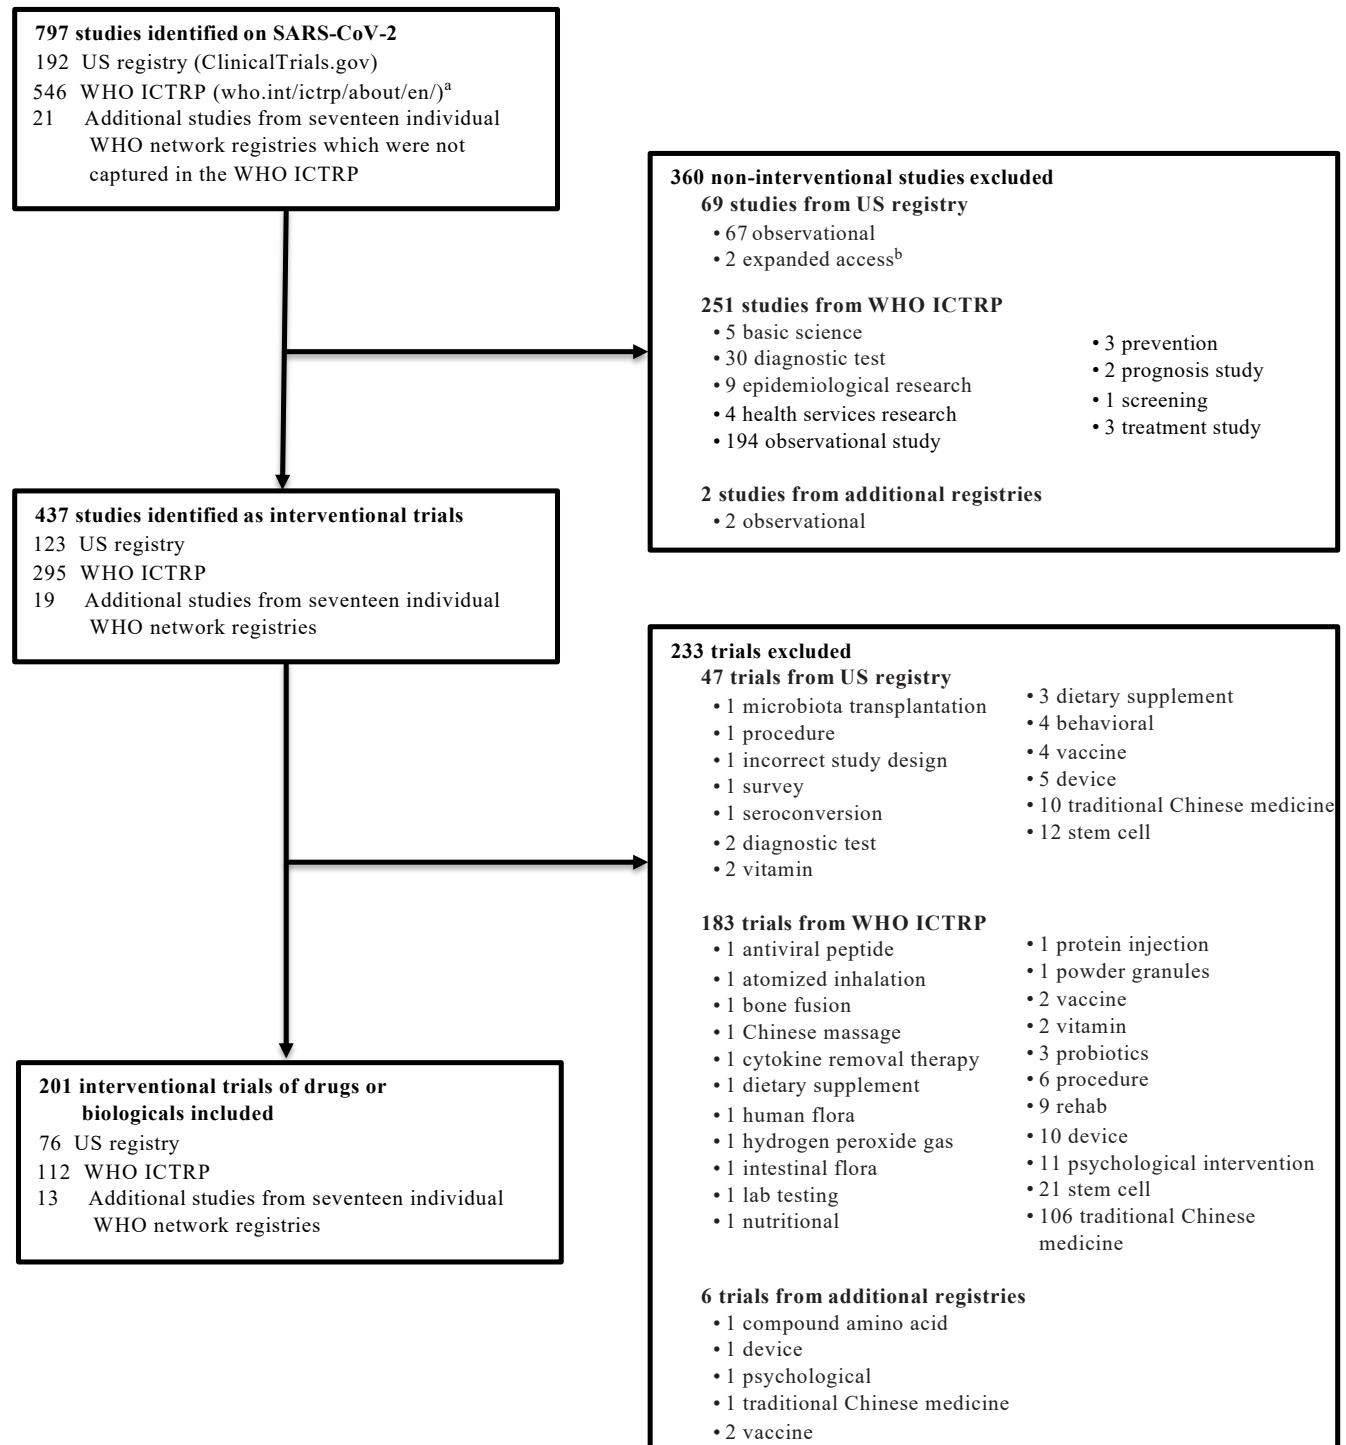 797 studies identified on SARS-CoV-2
192 US registry (ClinicalTrials.gov)
546 WHO ICTRP (who.int/ictrp/about/en/)a
21 Additional studies from seventeen individual
WHO network registries which were not
captured in the WHO ICTRP
360 non-interventional studies excluded
69 studies from US registry
• 67 observational
• 2 expanded accessb
251 studies from WHO ICTRP
• 5 basic science
• 30 diagnostic test
• 9 epidemiological research
• 4 health services research
• 194 observational study
• 3 prevention
• 2 prognosis study
• 1 screening
• 3 treatment study
2 studies from additional registries
• 2 observational
437 studies identified as interventional trials
123 US registry
295 WHO ICTRP
19 Additional studies from seventeen individual
WHO network registries
233 trials excluded
47 trials from US registry
• 1 microbiota transplantation
• 1 procedure
• 1 incorrect study design
• 1 survey
• 1 seroconversion
• 2 diagnostic test
• 2 vitamin
• 3 dietary supplement
• 4 behavioral
• 4 vaccine
• 5 device
• 10 traditional Chinese medicine
• 12 stem cell
183 trials from WHO ICTRP
• 1 antiviral peptide
• 1 atomized inhalation
• 1 bone fusion
• 1 Chinese massage
• 1 cytokine removal therapy
• 1 dietary supplement
• 1 human flora
• 1 hydrogen peroxide gas
• 1 intestinal flora
• 1 lab testing
• 1 nutritional
• 1 protein injection
• 1 powder granules
• 2 vaccine
• 2 vitamin
• 3 probiotics
• 6 procedure
• 9 rehab
• 10 device
• 11 psychological intervention
• 21 stem cell
• 106 traditional Chinese
medicine
6 trials from additional registries
• 1 compound amino acid
• 1 device
• 1 psychological
• 1 traditional Chinese medicine
• 2 vaccine
201 interventional trials of drugs or
biologicals included
76 US registry
112 WHO ICTRP
13 Additional studies from seventeen individual
WHO network registries